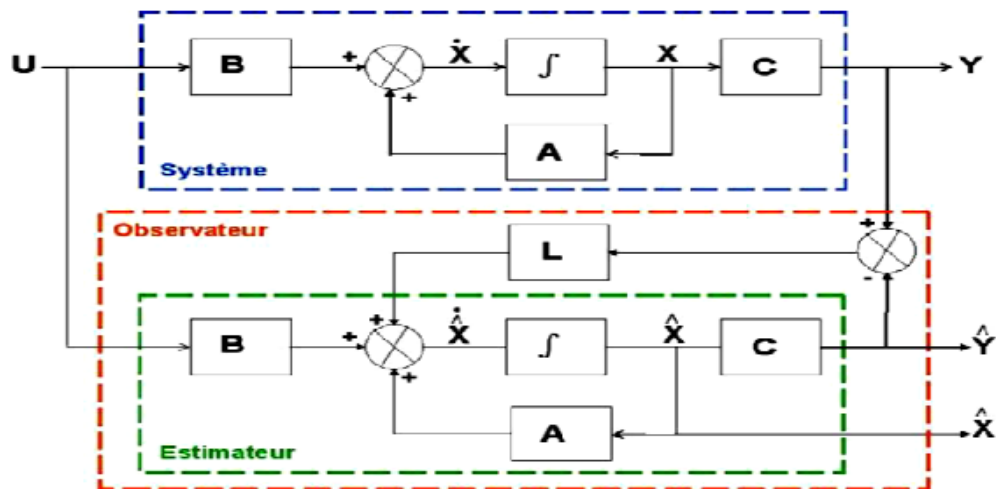 U B + + Ẋ ∫ X C Y
A
Système
Observateur
L + -
B + + + X̂̇ ∫ X̂ C Ŷ
A X̂
Estimateur